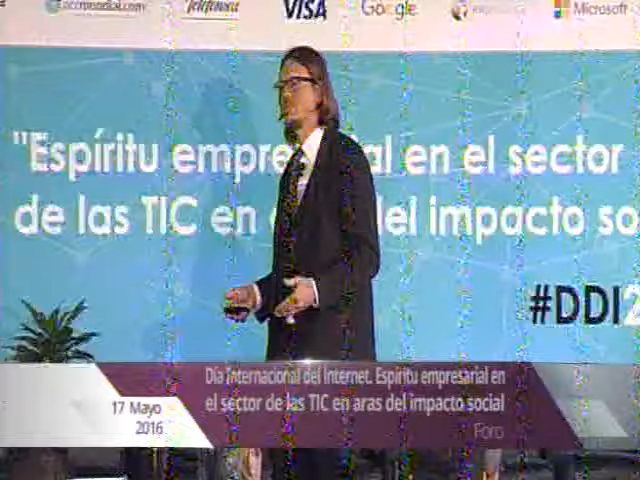 Telefónica VISA Google Microsoft
"Espíritu empre al en el sector
de las TIC en del impacto so
#DDI2
Día Internacional del Internet. Espíritu empresarial en
el sector de las TIC en aras del impacto social
17 Mayo
2016
Foro